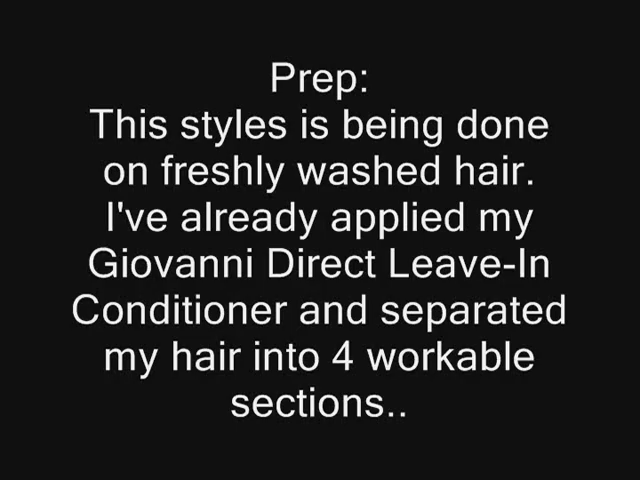 Prep:
This styles is being done
on freshly washed hair.
I've already applied my
Giovanni Direct Leave-In
Conditioner and separated
my hair into 4 workable
sections..